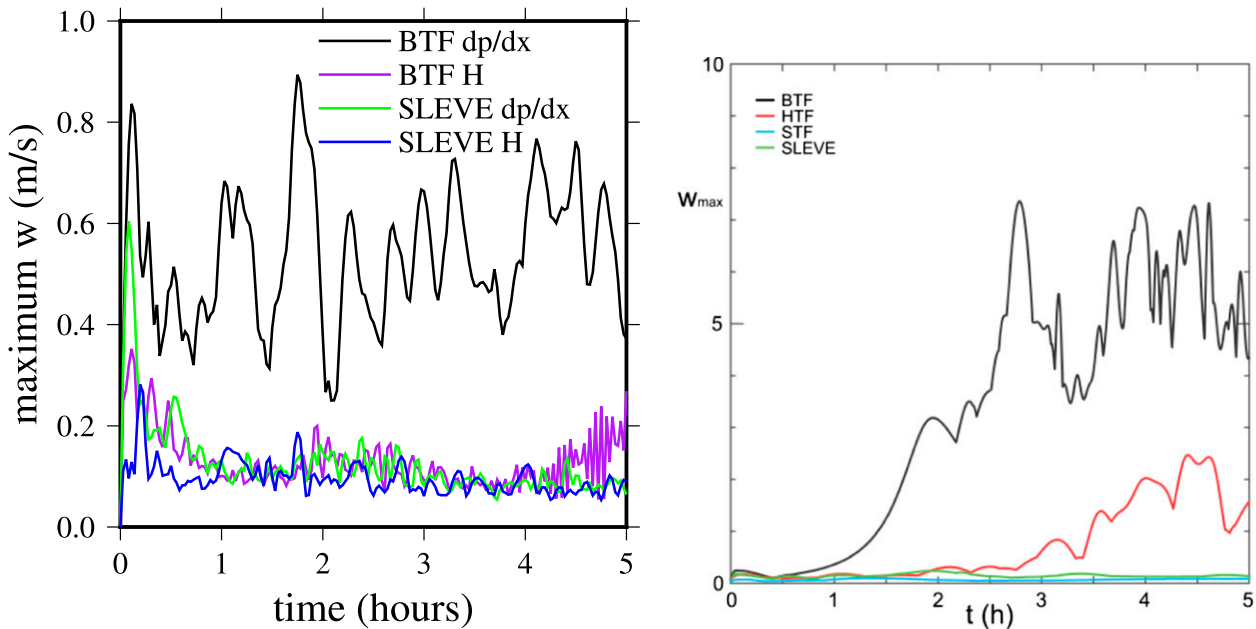 1.0
0.8
0.6
0.4
0.2
0.0
maximum w (m/s)
BTF dp/dx
BTF H
SLEVE dp/dx
SLEVE H
0 1 2 3 4 5
time (hours)
10
5
0
Wmax
BTF
HTF
STF
SLEVE
0 1 2 3 4 5
t (h)